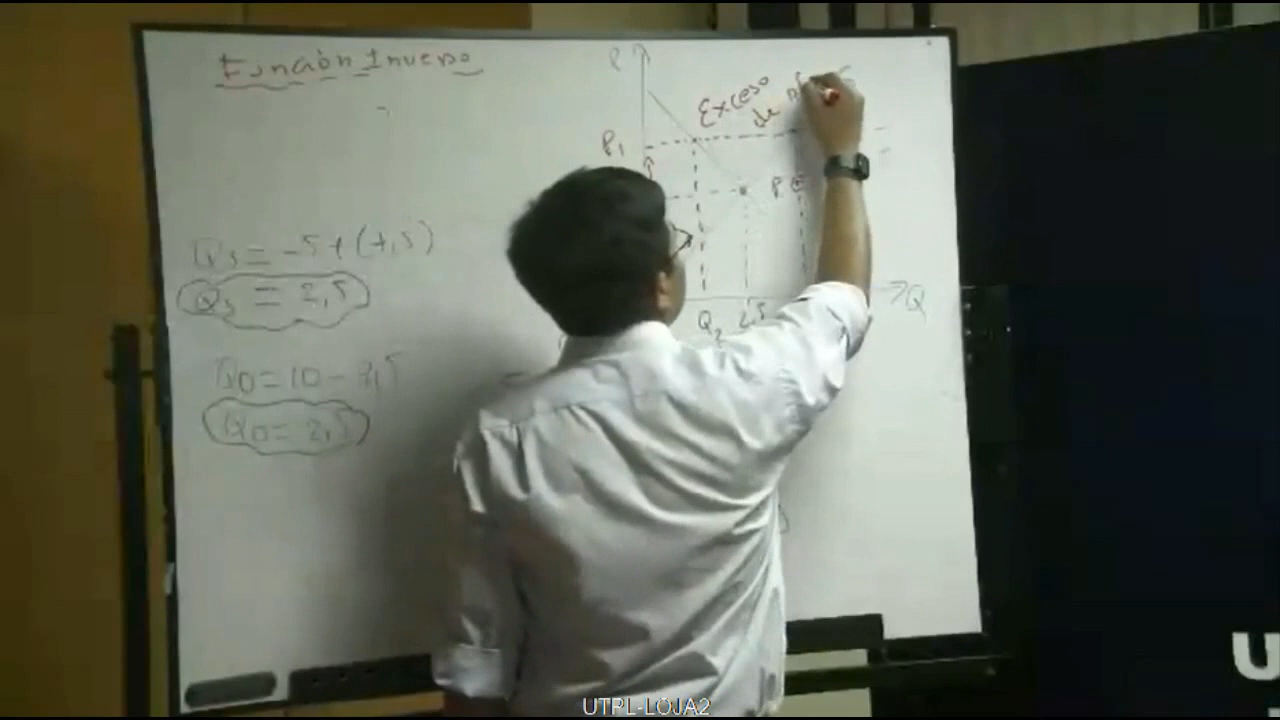 Función Inversa
P
Exceso
de
P1
P
Qs = -5 + (7,5)
Qs = 2,5
Q2 2,5
Q
QD = 10 - 7,5
QD = 2,5
U
UTPL-LOJA2